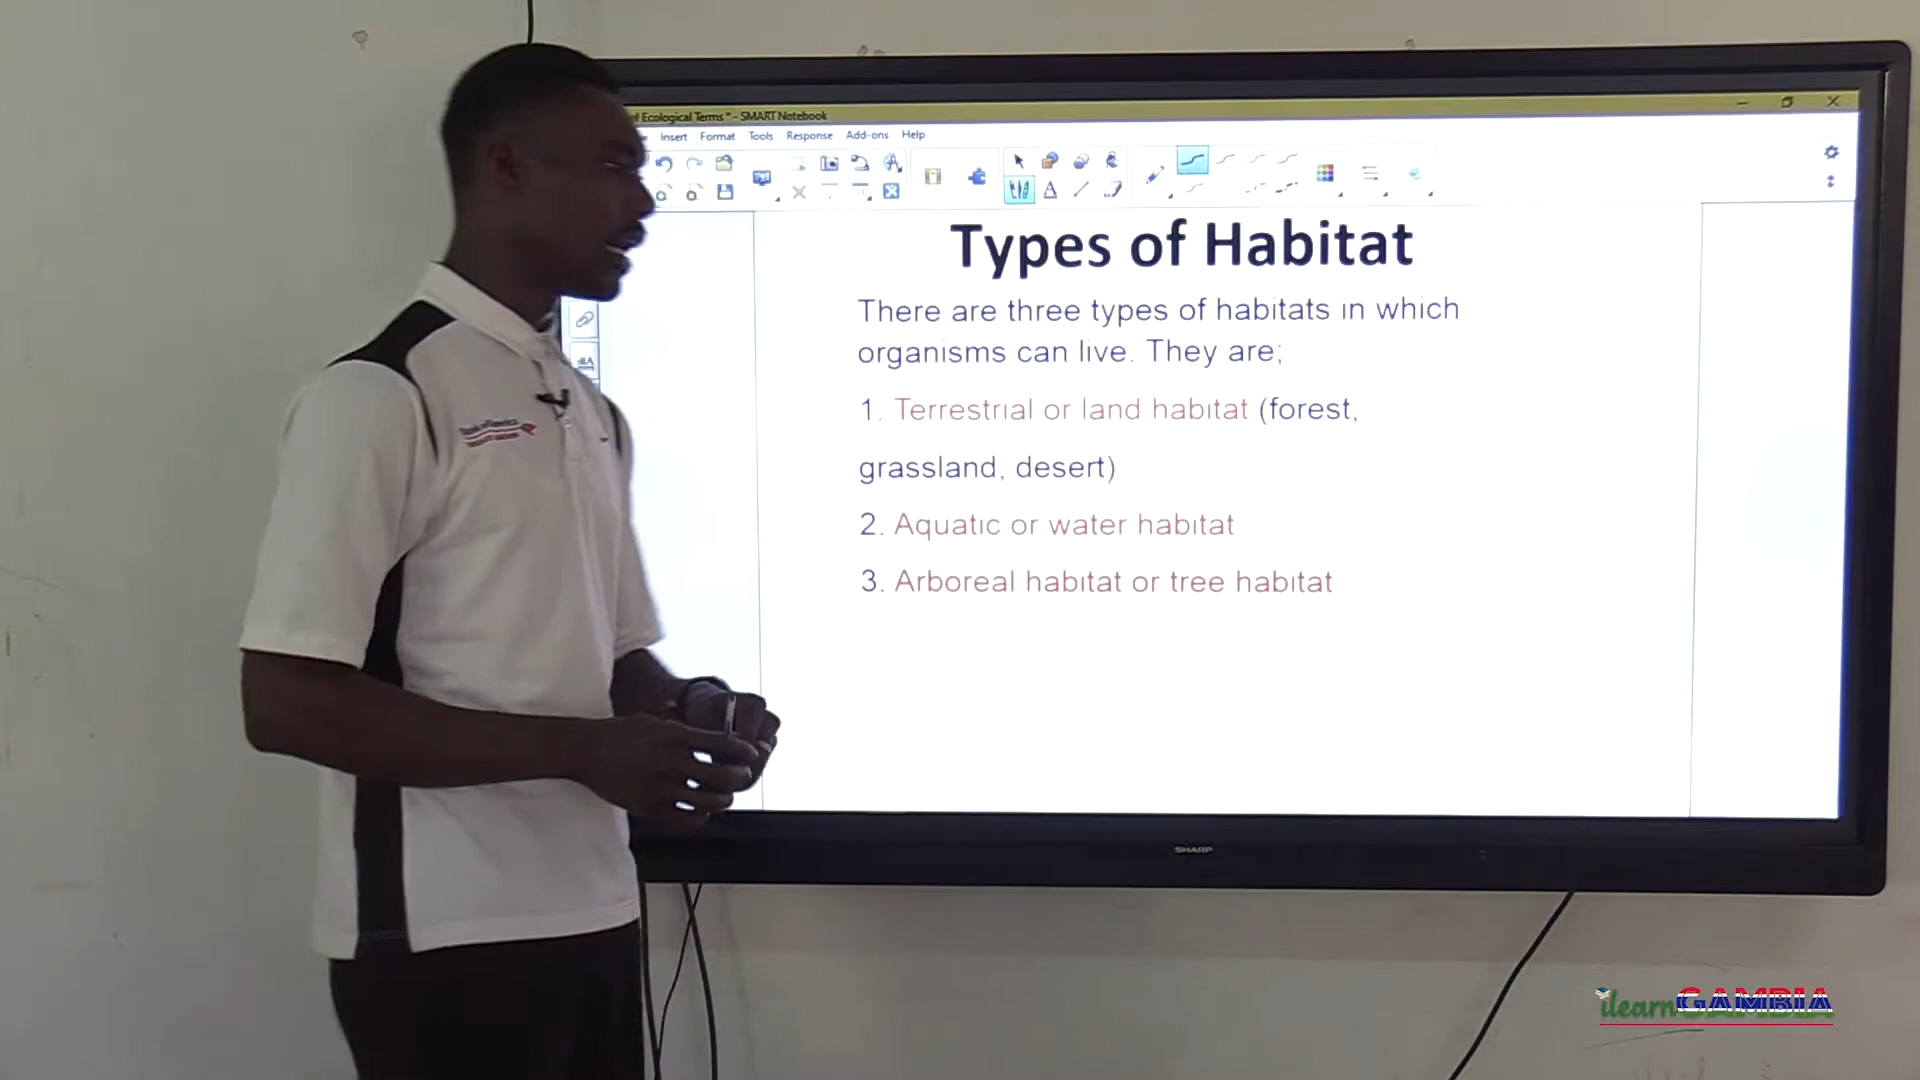 Ecological Terms * - SMART Notebook
Insert Format Tools Response Add-ons Help
Types of Habitat
There are three types of habitats in which
organisms can live. They are;
1. Terrestrial or land habitat (forest,
grassland, desert)
2. Aquatic or water habitat
3. Arboreal habitat or tree habitat
SHARP
ilearnGAMBIA